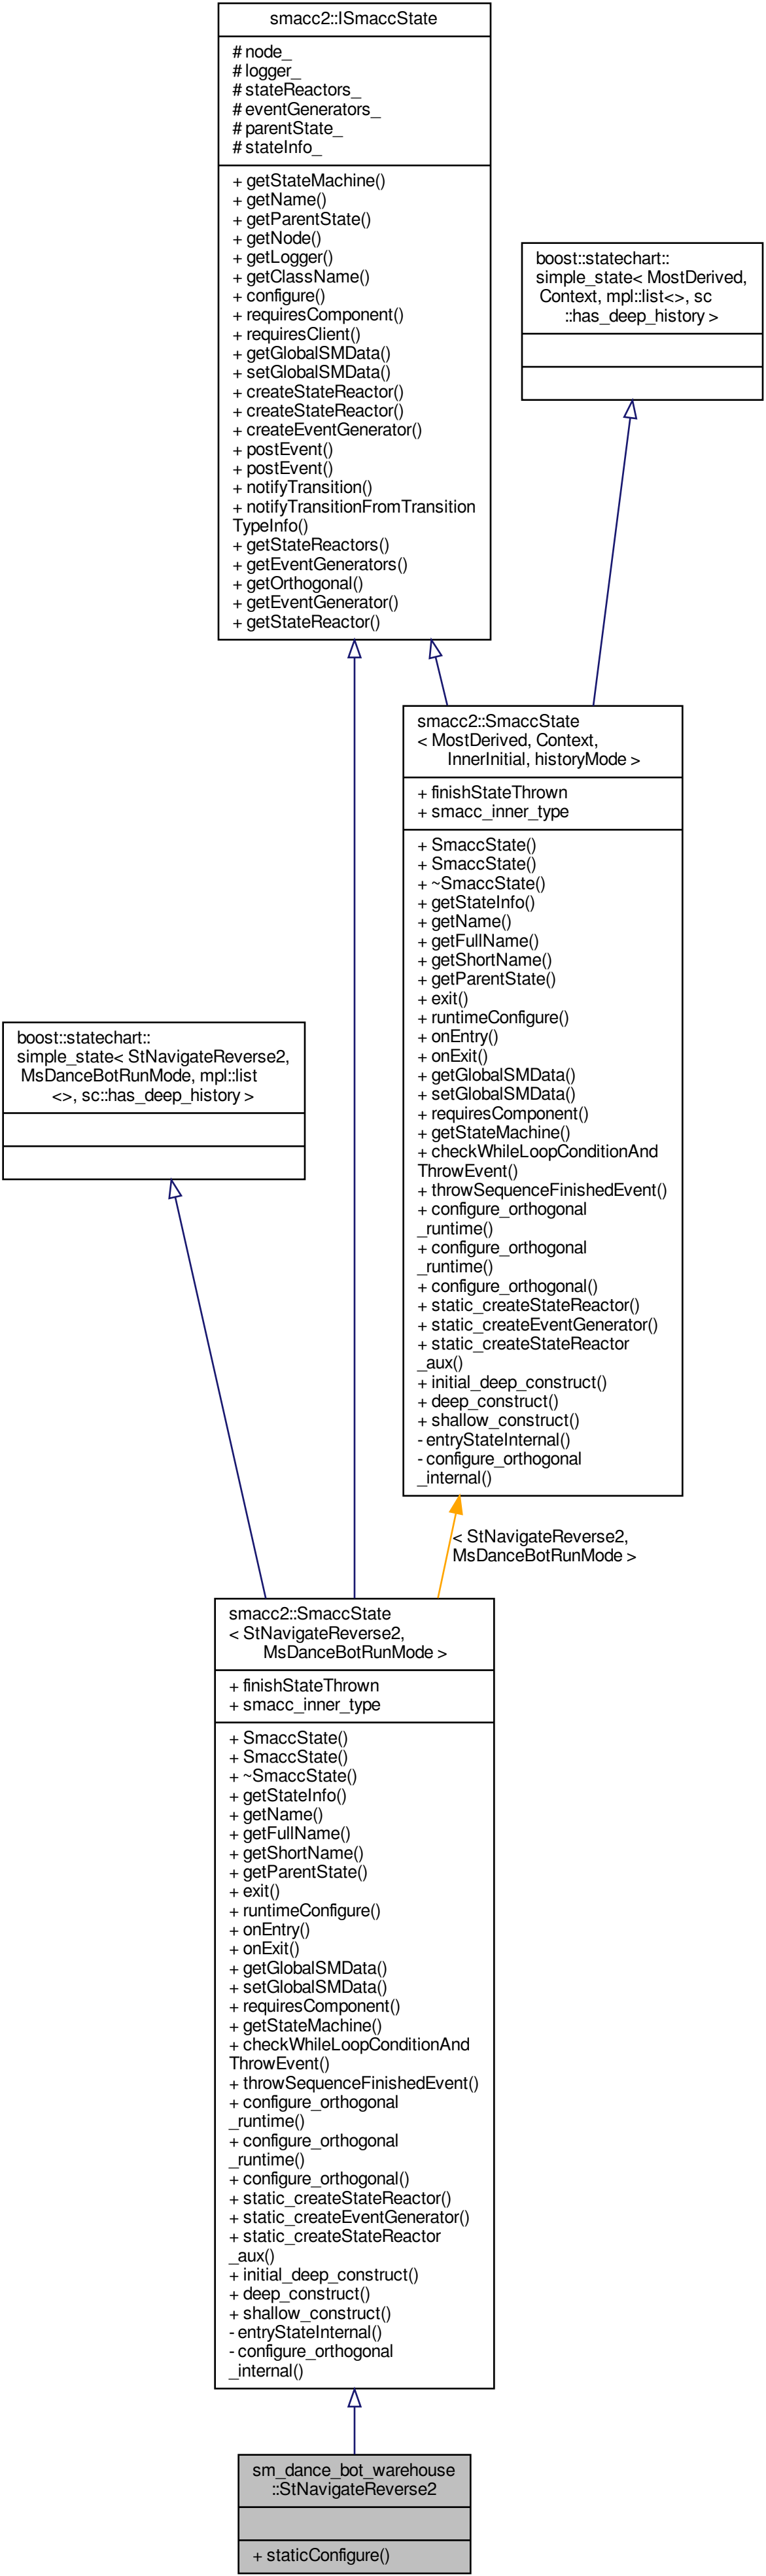 smacc2::ISmaccState
# node_
# logger_
# stateReactors_
# eventGenerators_
# parentState_
# stateInfo_
+ getStateMachine()
+ getName()
+ getParentState()
+ getNode()
+ getLogger()
+ getClassName()
+ configure()
+ requiresComponent()
+ requiresClient()
+ getGlobalSMData()
+ setGlobalSMData()
+ createStateReactor()
+ createStateReactor()
+ createEventGenerator()
+ postEvent()
+ postEvent()
+ notifyTransition()
+ notifyTransitionFromTransition
TypeInfo()
+ getStateReactors()
+ getEventGenerators()
+ getOrthogonal()
+ getEventGenerator()
+ getStateReactor()
boost::statechart::
simple_state< MostDerived,
Context, mpl::list<>, sc
::has_deep_history >
smacc2::SmaccState
< MostDerived, Context,
InnerInitial, historyMode >
+ finishStateThrown
+ smacc_inner_type
+ SmaccState()
+ SmaccState()
+ ~SmaccState()
+ getStateInfo()
+ getName()
+ getFullName()
+ getShortName()
+ getParentState()
+ exit()
+ runtimeConfigure()
+ onEntry()
+ onExit()
+ getGlobalSMData()
+ setGlobalSMData()
+ requiresComponent()
+ getStateMachine()
+ checkWhileLoopConditionAnd
ThrowEvent()
+ throwSequenceFinishedEvent()
+ configure_orthogonal
_runtime()
+ configure_orthogonal
_runtime()
+ configure_orthogonal()
+ static_createStateReactor()
+ static_createEventGenerator()
+ static_createStateReactor
_aux()
+ initial_deep_construct()
+ deep_construct()
+ shallow_construct()
- entryStateInternal()
- configure_orthogonal
_internal()
boost::statechart::
simple_state< StNavigateReverse2,
MsDanceBotRunMode, mpl::list
<>, sc::has_deep_history >
< StNavigateReverse2,
MsDanceBotRunMode >
smacc2::SmaccState
< StNavigateReverse2,
MsDanceBotRunMode >
+ finishStateThrown
+ smacc_inner_type
+ SmaccState()
+ SmaccState()
+ ~SmaccState()
+ getStateInfo()
+ getName()
+ getFullName()
+ getShortName()
+ getParentState()
+ exit()
+ runtimeConfigure()
+ onEntry()
+ onExit()
+ getGlobalSMData()
+ setGlobalSMData()
+ requiresComponent()
+ getStateMachine()
+ checkWhileLoopConditionAnd
ThrowEvent()
+ throwSequenceFinishedEvent()
+ configure_orthogonal
_runtime()
+ configure_orthogonal
_runtime()
+ configure_orthogonal()
+ static_createStateReactor()
+ static_createEventGenerator()
+ static_createStateReactor
_aux()
+ initial_deep_construct()
+ deep_construct()
+ shallow_construct()
- entryStateInternal()
- configure_orthogonal
_internal()
sm_dance_bot_warehouse
::StNavigateReverse2
+ staticConfigure()